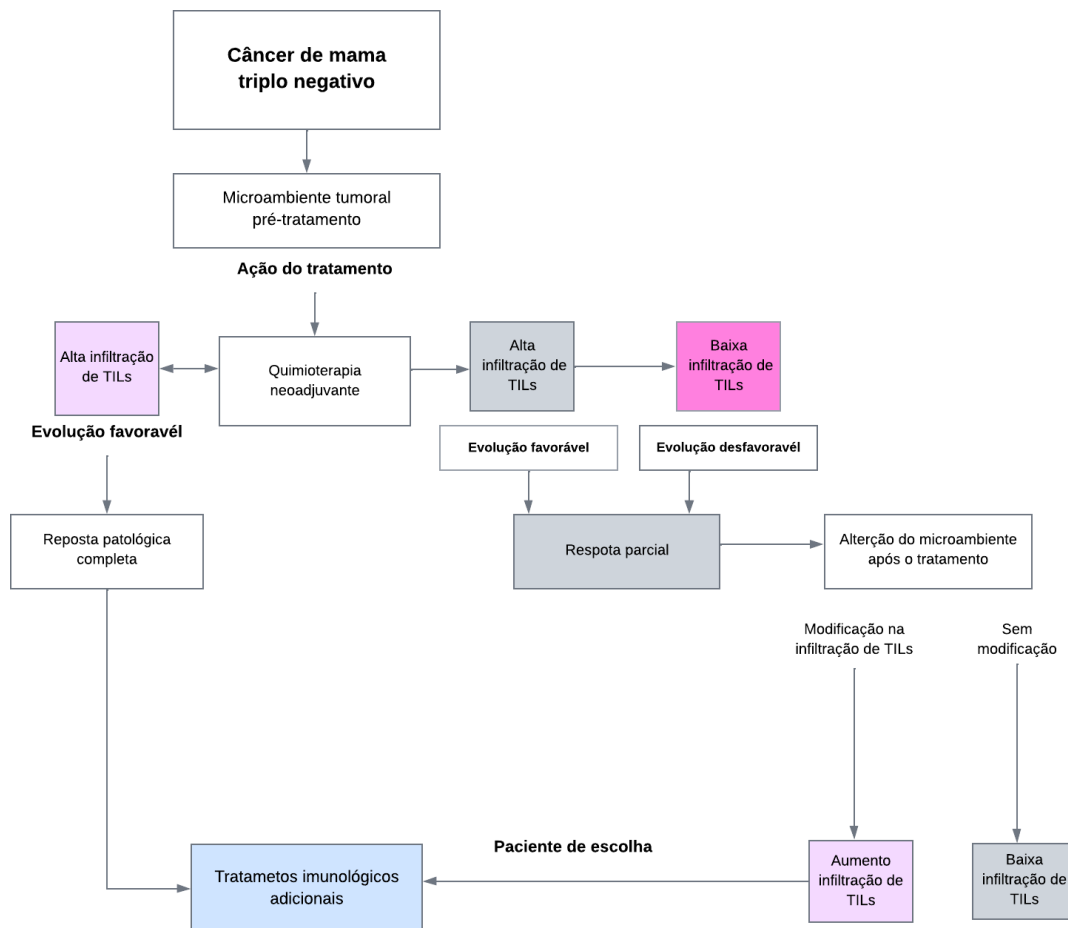 Câncer de mama
triplo negativo
Microambiente tumoral
pré-tratamento
Ação do tratamento
Alta infiltração
de TILs
Quimioterapia
neoadjuvante
Alta
infiltração de
TILs
Baixa
infiltração de
TILs
Evolução favoravél
Evolução favorável
Evolução desfavoravél
Reposta patológica
completa
Respota parcial
Alterção do microambiente
após o tratamento
Modificação na
infiltração de TILs
Sem
modificação
Paciente de escolha
Tratametos imunológicos
adicionais
Aumento
infiltração de
TILs
Baixa
infiltração de
TILs